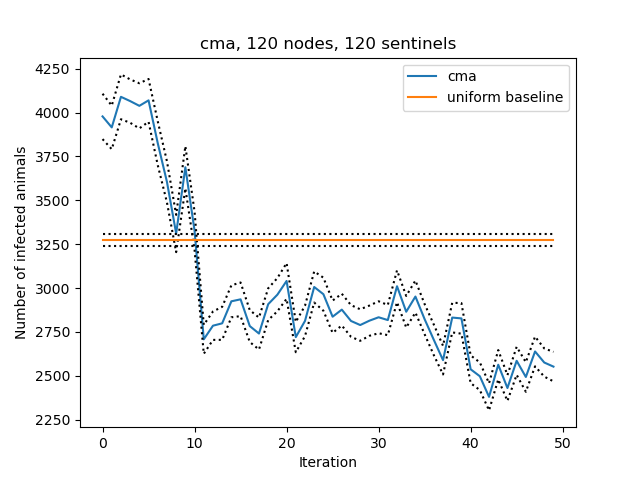 cma, 120 nodes, 120 sentinels
cma
uniform baseline
Number of infected animals
4250
4000
3750
3500
3250
3000
2750
2500
2250
0 10 20 30 40 50
Iteration